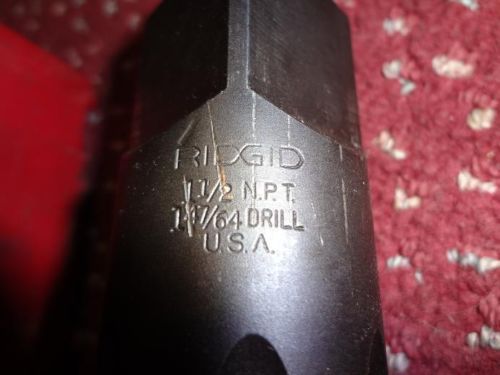 RIDGID
1 1/2 N.P.T.
1 47/64 DRILL
U.S.A.